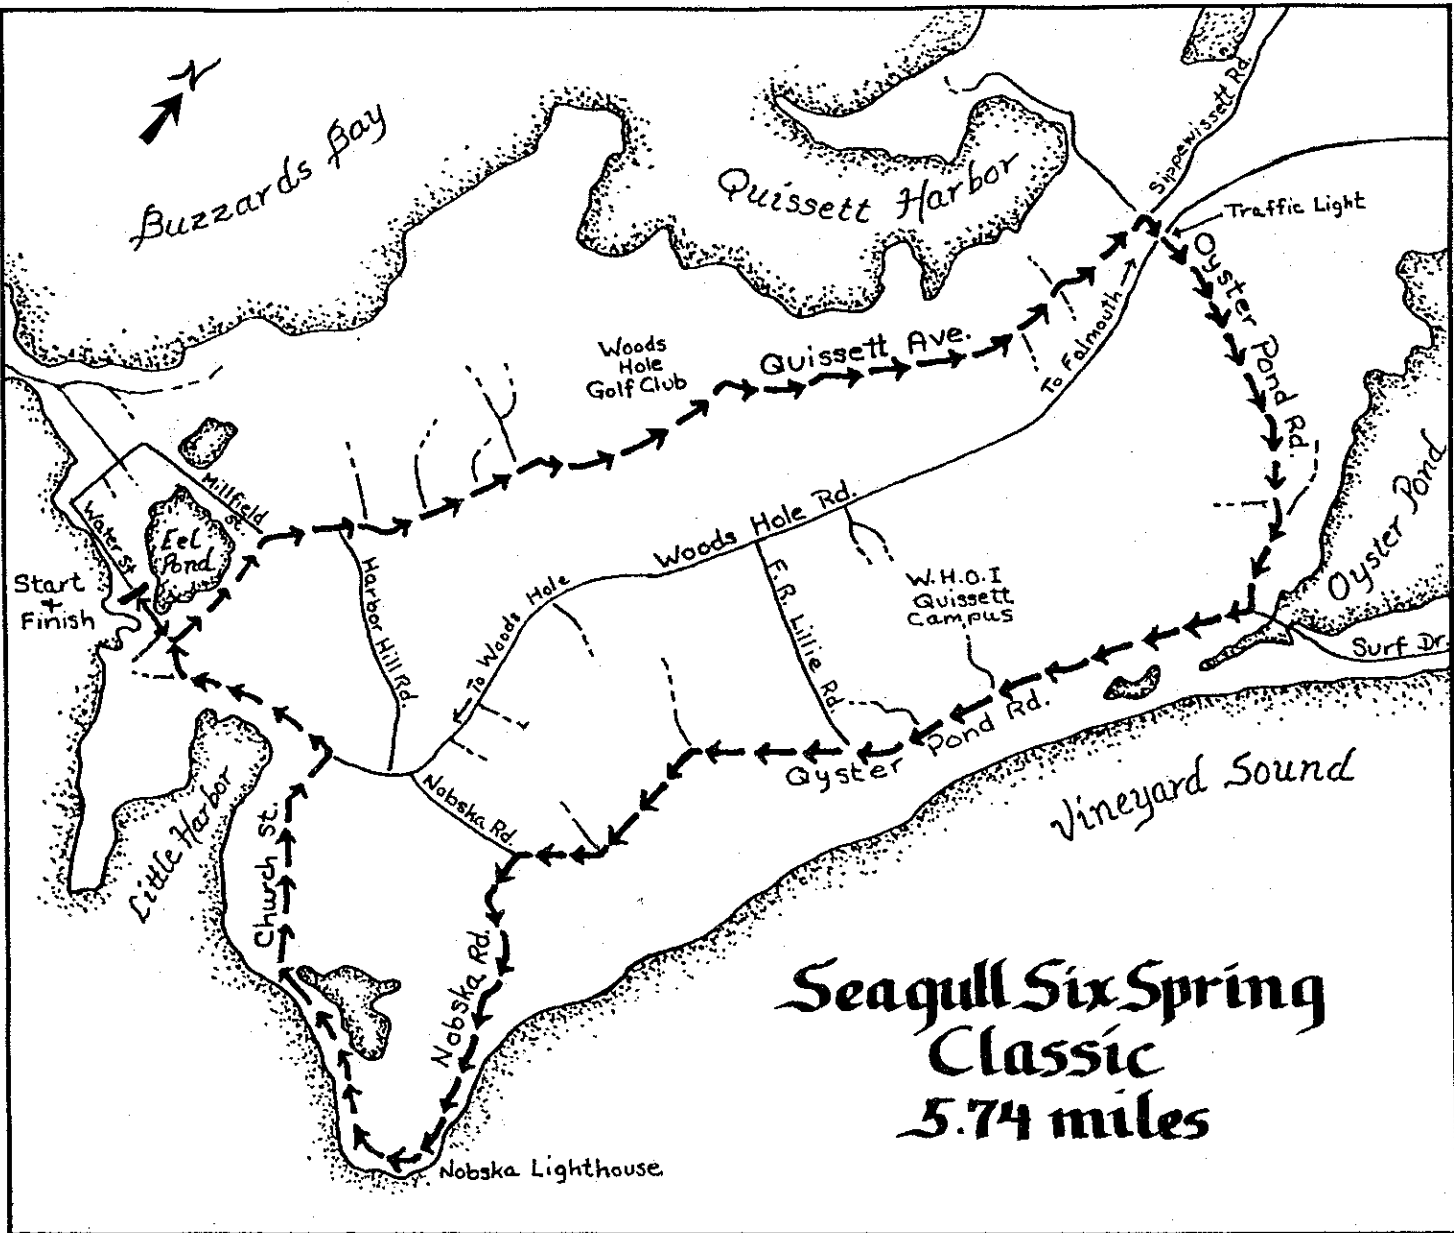 N
Buzzards Bay
Quissett Harbor
Sippewissett Rd.
Traffic Light
Oyster Pond Rd.
To Falmouth
Quissett Ave.
Woods
Hole
Golf Club
Oyster Pond
Millfield
St.
Water St.
Eel
Pond
Start
+
Finish
Harbor Hill Rd.
To Woods Hole
Woods Hole Rd.
F. R. Lillie Rd.
W.H.O.I
Quissett
Campus
Surf Dr.
Oyster Pond Rd.
Nobska Rd.
Vineyard Sound
Little Harbor
Church St.
Nobska Rd.
Nobska Lighthouse
Seagull Six Spring
Classic
5.74 miles